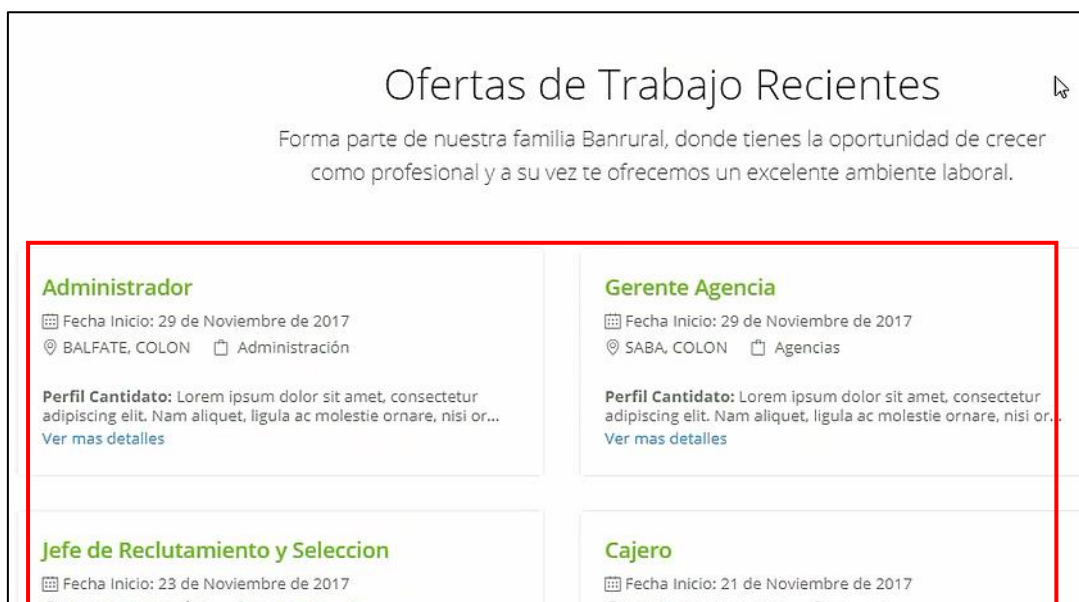 Ofertas de Trabajo Recientes
Forma parte de nuestra familia Banrural, donde tienes la oportunidad de crecer
como profesional y a su vez te ofrecemos un excelente ambiente laboral.
Administrador
Fecha Inicio: 29 de Noviembre de 2017
BALFATE, COLON Administración
Perfil Cantidato: Lorem ipsum dolor sit amet, consectetur
adipiscing elit. Nam aliquet, ligula ac molestie ornare, nisi or...
Ver mas detalles
Gerente Agencia
Fecha Inicio: 29 de Noviembre de 2017
SABA, COLON Agencias
Perfil Cantidato: Lorem ipsum dolor sit amet, consectetur
adipiscing elit. Nam aliquet, ligula ac molestie ornare, nisi or...
Ver mas detalles
Jefe de Reclutamiento y Seleccion
Fecha Inicio: 23 de Noviembre de 2017
Cajero
Fecha Inicio: 21 de Noviembre de 2017